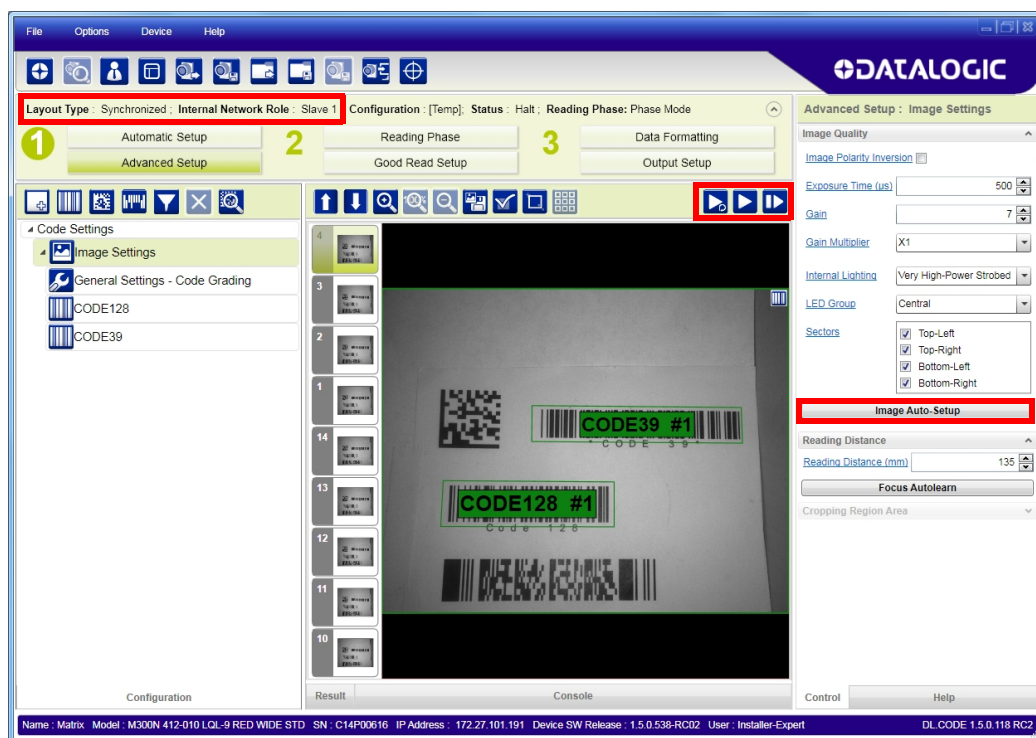 File Options Device Help
DATALOGIC
Layout Type : Synchronized ; Internal Network Role : Slave 1 Configuration : [Temp]; Status : Halt ; Reading Phase: Phase Mode
1 Automatic Setup 2 Reading Phase 3 Data Formatting
Advanced Setup Good Read Setup Output Setup
Code Settings
Image Settings
General Settings - Code Grading
CODE128
CODE39
Configuration
4
3
2
1
14
13
12
11
10
CODE39 #1
* CODE 39 *
CODE128 #1
Code 128
Result Console
Advanced Setup : Image Settings
Image Quality
Image Polarity Inversion
Exposure Time (µs) 500
Gain 7
Gain Multiplier X1
Internal Lighting Very High-Power Strobed
LED Group Central
Sectors Top-Left
Top-Right
Bottom-Left
Bottom-Right
Image Auto-Setup
Reading Distance
Reading Distance (mm) 135
Focus Autolearn
Cropping Region Area
Control Help
Name : Matrix Model : M300N 412-010 LQL-9 RED WIDE STD SN : C14P00616 IP Address : 172.27.101.191 Device SW Release : 1.5.0.538-RC02 User : Installer-Expert DL.CODE 1.5.0.118 RC2